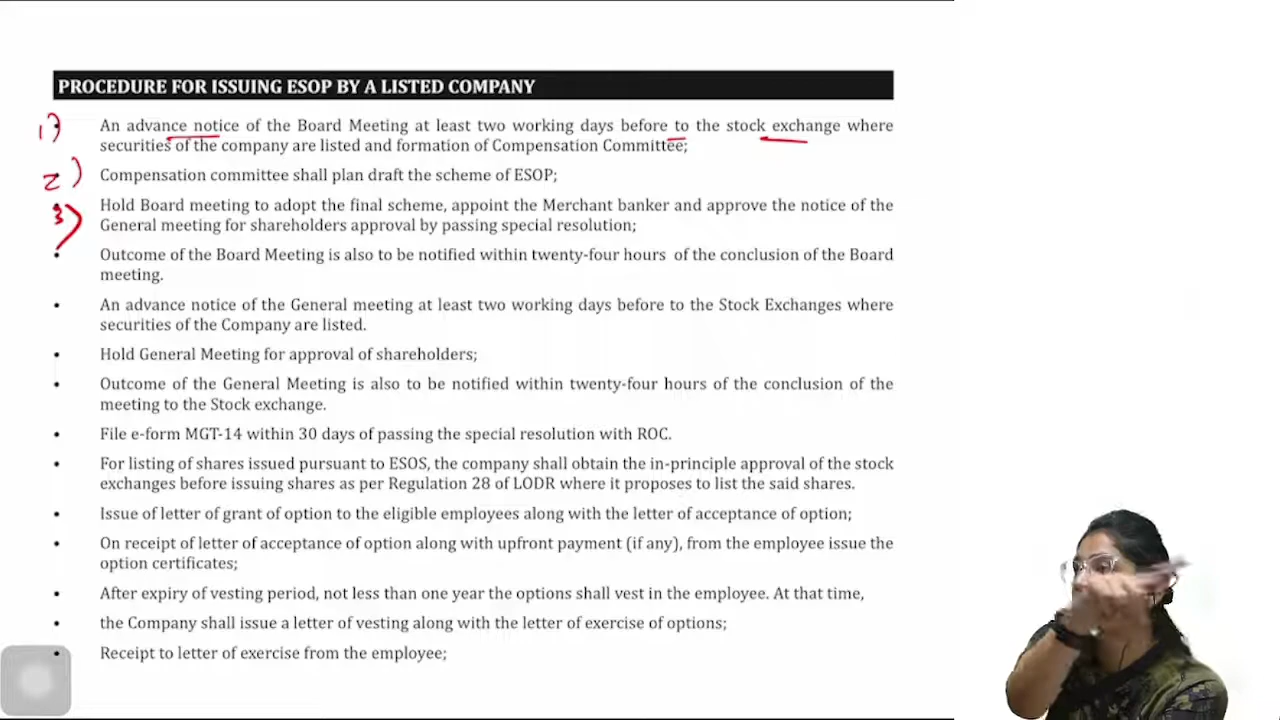 PROCEDURE FOR ISSUING ESOP BY A LISTED COMPANY
1) An advance notice of the Board Meeting at least two working days before to the stock exchange where
securities of the company are listed and formation of Compensation Committee;
2) • Compensation committee shall plan draft the scheme of ESOP;
3) Hold Board meeting to adopt the final scheme, appoint the Merchant banker and approve the notice of the
General meeting for shareholders approval by passing special resolution;
• Outcome of the Board Meeting is also to be notified within twenty-four hours of the conclusion of the Board
meeting.
• An advance notice of the General meeting at least two working days before to the Stock Exchanges where
securities of the Company are listed.
• Hold General Meeting for approval of shareholders;
• Outcome of the General Meeting is also to be notified within twenty-four hours of the conclusion of the
meeting to the Stock exchange.
• File e-form MGT-14 within 30 days of passing the special resolution with ROC.
• For listing of shares issued pursuant to ESOS, the company shall obtain the in-principle approval of the stock
exchanges before issuing shares as per Regulation 28 of LODR where it proposes to list the said shares.
• Issue of letter of grant of option to the eligible employees along with the letter of acceptance of option;
• On receipt of letter of acceptance of option along with upfront payment (if any), from the employee issue the
option certificates;
• After expiry of vesting period, not less than one year the options shall vest in the employee. At that time,
• the Company shall issue a letter of vesting along with the letter of exercise of options;
• Receipt to letter of exercise from the employee;